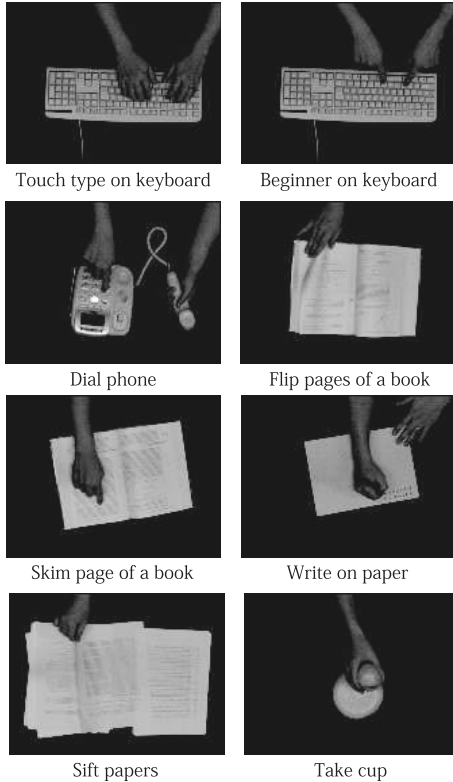 Touch type on keyboard
Beginner on keyboard
Dial phone
Flip pages of a book
Skim page of a book
Write on paper
Sift papers
Take cup